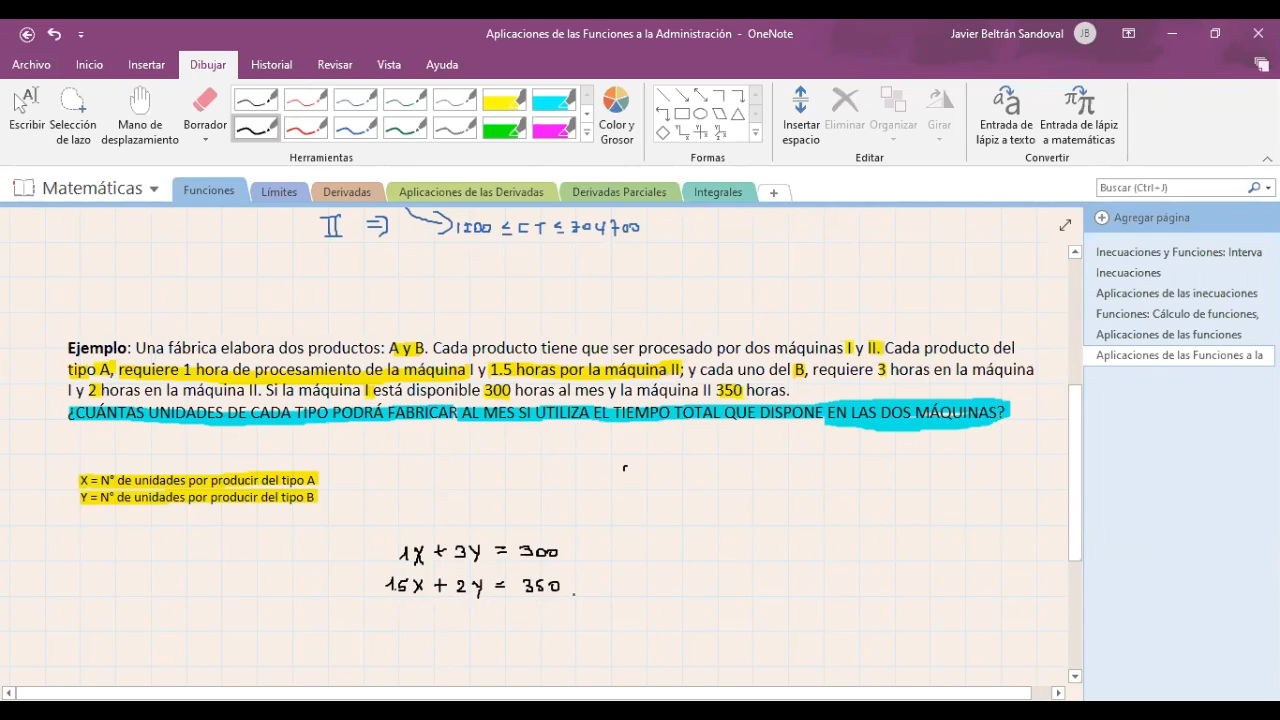 Aplicaciones de las Funciones a la Administración - OneNote
Javier Beltrán Sandoval JB
Archivo Inicio Insertar Dibujar Historial Revisar Vista Ayuda
Escribir
Selección de lazo
Mano de desplazamiento
Borrador
Color y Grosor
Insertar espacio
Eliminar
Organizar
Girar
Entrada de lápiz a texto
Entrada de lápiz a matemáticas
Herramientas Formas Editar Convertir
Matemáticas Funciones Límites Derivadas Aplicaciones de las Derivadas Derivadas Parciales Integrales
Buscar (Ctrl+J)
Agregar página
Inecuaciones y Funciones: Interva
Inecuaciones
Aplicaciones de las inecuaciones
Funciones: Cálculo de funciones,
Aplicaciones de las funciones
Aplicaciones de las Funciones a la
II ⇒ 1200 ≤ CT ≤ 704700
Ejemplo: Una fábrica elabora dos productos: A y B. Cada producto tiene que ser procesado por dos máquinas I y II. Cada producto del
tipo A, requiere 1 hora de procesamiento de la máquina I y 1.5 horas por la máquina II; y cada uno del B, requiere 3 horas en la máquina
I y 2 horas en la máquina II. Si la máquina I está disponible 300 horas al mes y la máquina II 350 horas.
¿CUÁNTAS UNIDADES DE CADA TIPO PODRÁ FABRICAR AL MES SI UTILIZA EL TIEMPO TOTAL QUE DISPONE EN LAS DOS MÁQUINAS?
X = N° de unidades por producir del tipo A
Y = N° de unidades por producir del tipo B
1X + 3Y = 300
1.5X + 2Y = 350